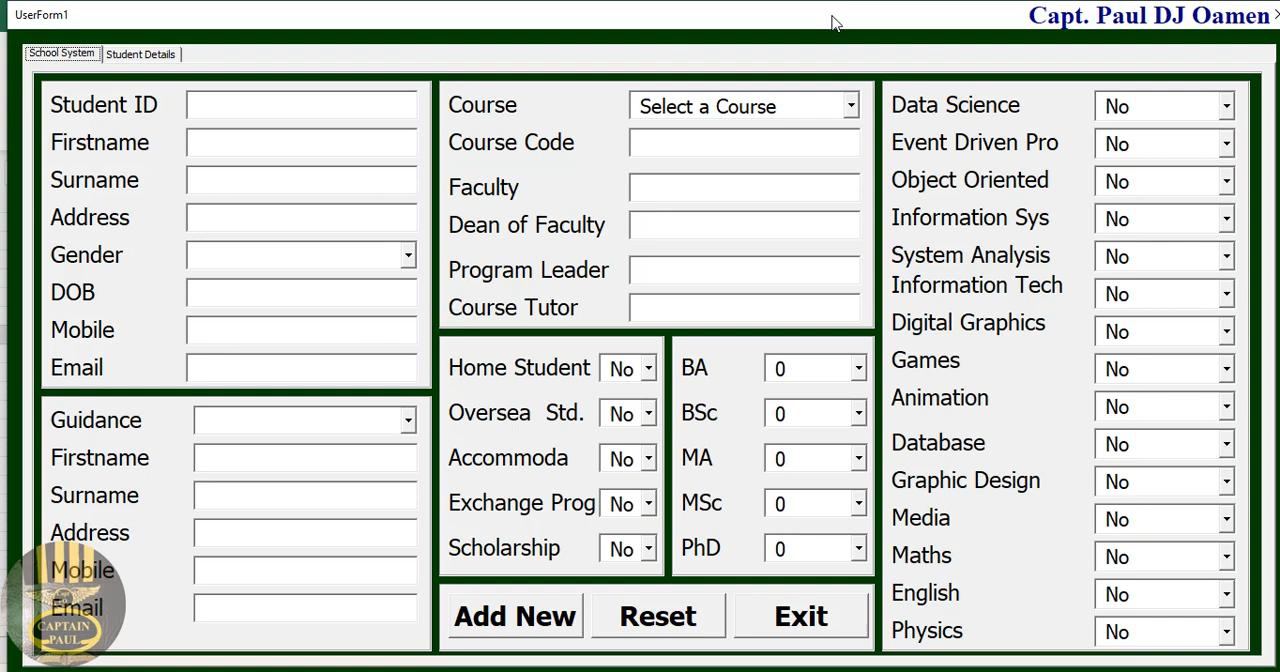 UserForm1
Capt. Paul DJ Oamen
School System
Student Details
Student ID
Firstname
Surname
Address
Gender
DOB
Mobile
Email
Guidance
Firstname
Surname
Address
Mobile
Email
CAPTAIN
PAUL
Course Select a Course
Course Code
Faculty
Dean of Faculty
Program Leader
Course Tutor
Home Student No
Oversea Std. No
Accommoda No
Exchange Prog No
Scholarship No
BA 0
BSc 0
MA 0
MSc 0
PhD 0
Add New Reset Exit
Data Science No
Event Driven Pro No
Object Oriented No
Information Sys No
System Analysis No
Information Tech No
Digital Graphics No
Games No
Animation No
Database No
Graphic Design No
Media No
Maths No
English No
Physics No